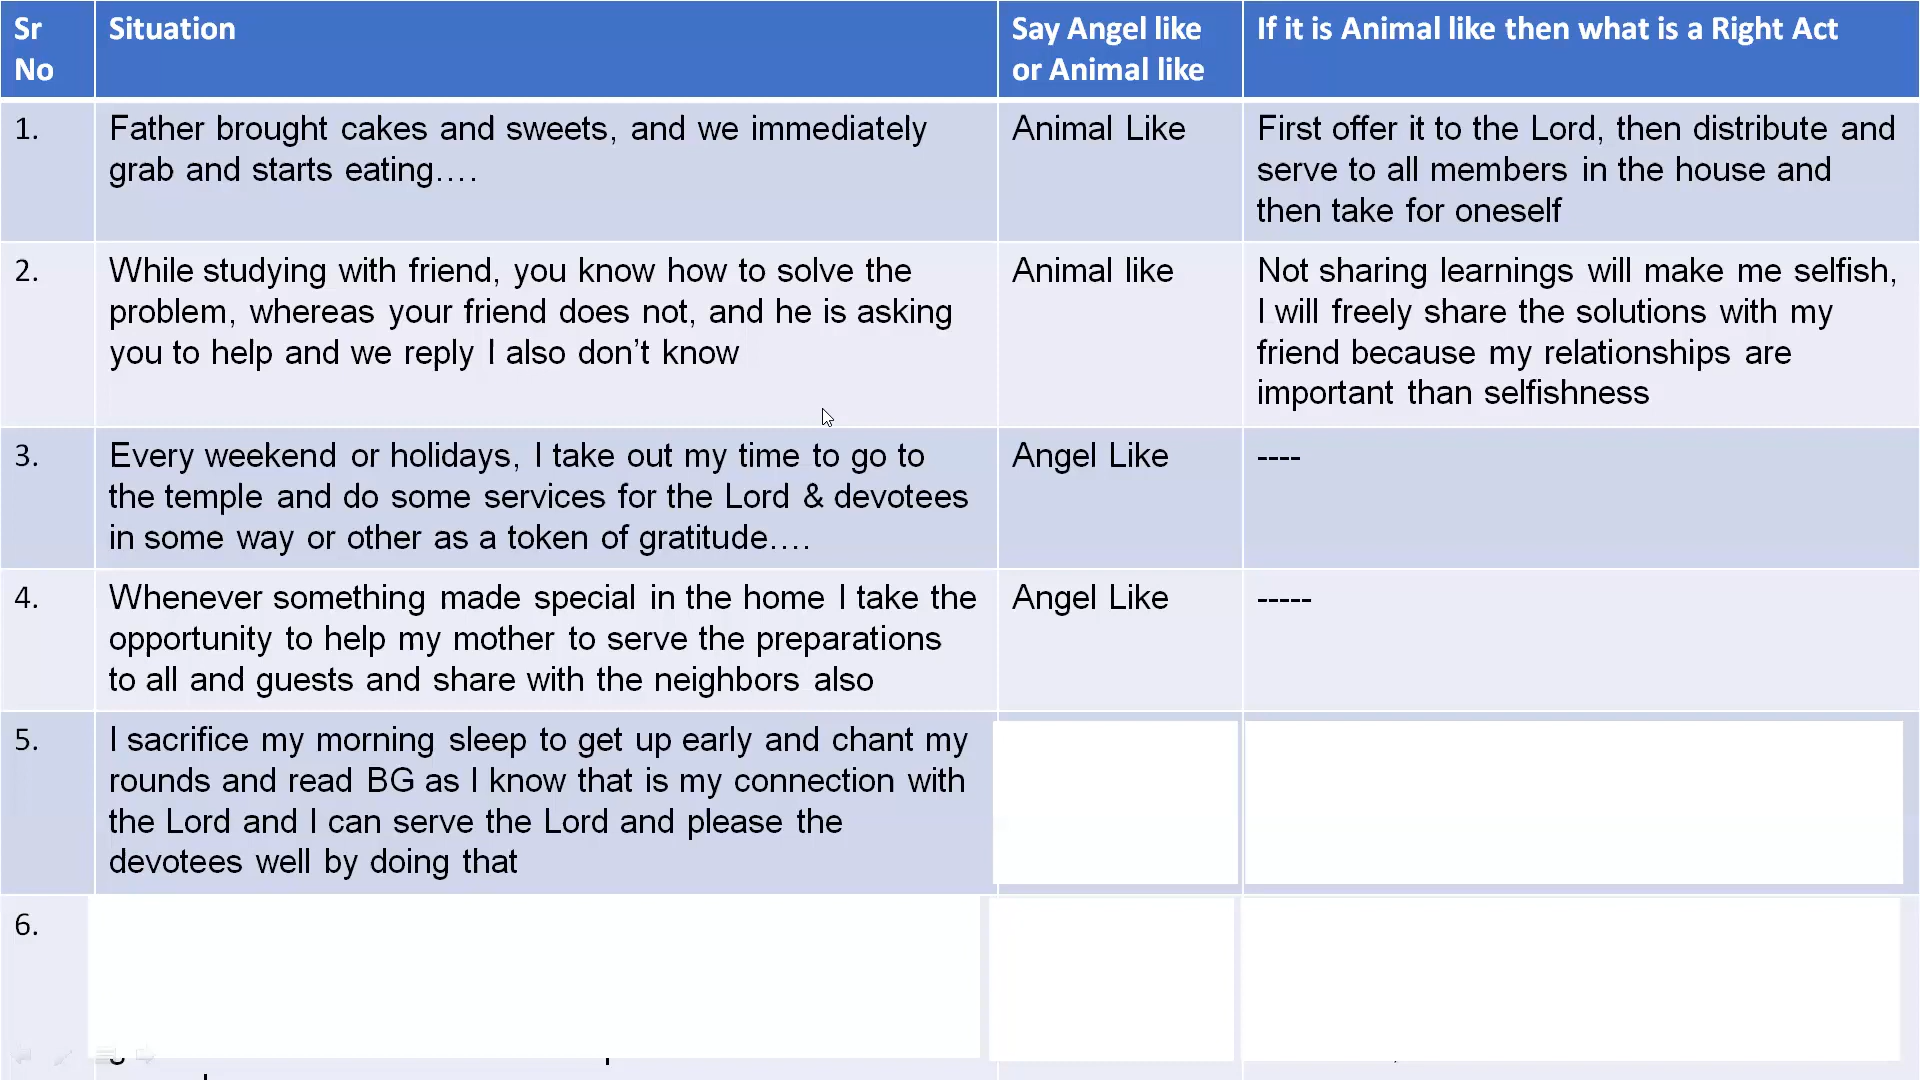 Sr
No
Situation
Say Angel like
or Animal like
If it is Animal like then what is a Right Act
1.
Father brought cakes and sweets, and we immediately
grab and starts eating….
Animal Like
First offer it to the Lord, then distribute and
serve to all members in the house and
then take for oneself
2.
While studying with friend, you know how to solve the
problem, whereas your friend does not, and he is asking
you to help and we reply I also don’t know
Animal like
Not sharing learnings will make me selfish,
I will freely share the solutions with my
friend because my relationships are
important than selfishness
3.
Every weekend or holidays, I take out my time to go to
the temple and do some services for the Lord & devotees
in some way or other as a token of gratitude….
Angel Like
----
4.
Whenever something made special in the home I take the
opportunity to help my mother to serve the preparations
to all and guests and share with the neighbors also
Angel Like
-----
5.
I sacrifice my morning sleep to get up early and chant my
rounds and read BG as I know that is my connection with
the Lord and I can serve the Lord and please the
devotees well by doing that
6.